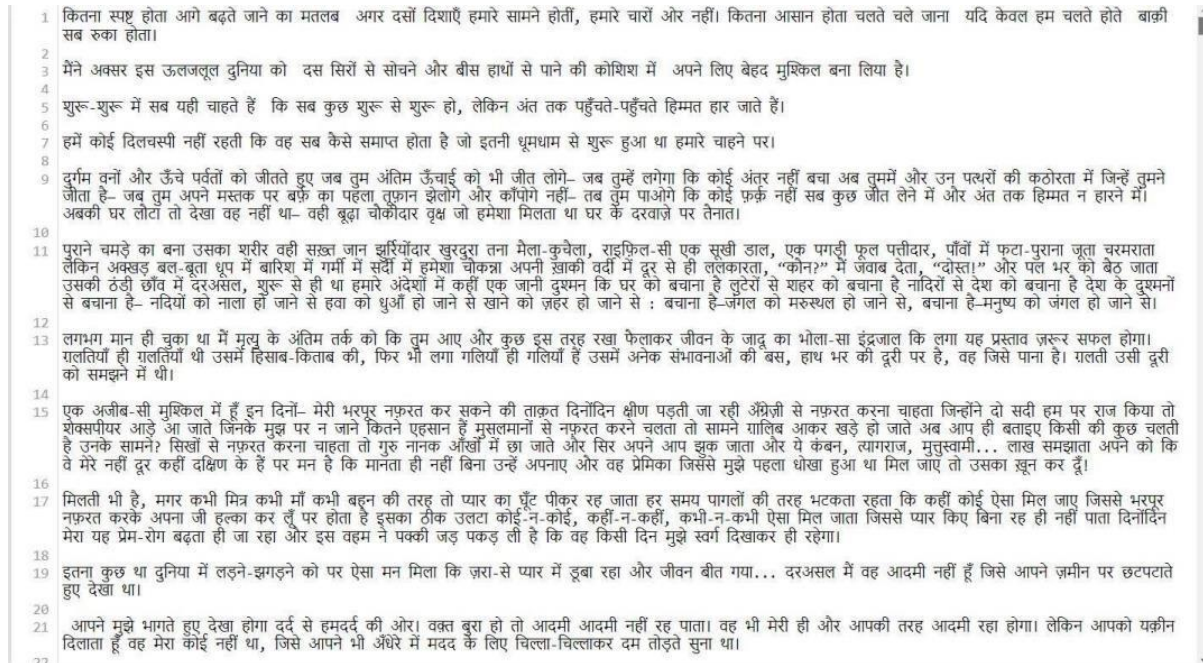 1 कितना स्पष्ट होता आगे बढ़ते जाने का मतलब अगर दसों दिशाएँ हमारे सामने होतीं, हमारे चारों ओर नहीं। कितना आसान होता चलते चले जाना यदि केवल हम चलते होते बाक़ी
सब रुका होता।
2
3 मैंने अक्सर इस ऊलजलूल दुनिया को दस सिरों से सोचने और बीस हाथों से पाने की कोशिश में अपने लिए बेहद मुश्किल बना लिया है।
4
5 शुरू-शुरू में सब यही चाहते हैं कि सब कुछ शुरू से शुरू हो, लेकिन अंत तक पहुँचते-पहुँचते हिम्मत हार जाते हैं।
6
7 हमें कोई दिलचस्पी नहीं रहती कि वह सब कैसे समाप्त होता है जो इतनी धूमधाम से शुरू हुआ था हमारे चाहने पर।
8
9 दुर्गम वनों और ऊँचे पर्वतों को जीतते हुए जब तुम अंतिम ऊँचाई को भी जीत लोगे– जब तुम्हें लगेगा कि कोई अंतर नहीं बचा अब तुममें और उन पत्थरों की कठोरता में जिन्हें तुमने
जीता है– जब तुम अपने मस्तक पर बर्फ़ का पहला तूफ़ान झेलोगे और काँपोगे नहीं– तब तुम पाओगे कि कोई फ़र्क़ नहीं सब कुछ जीत लेने में और अंत तक हिम्मत न हारने में।
अबकी घर लौटा तो देखा वह नहीं था– वही बूढ़ा चौकीदार वृक्ष जो हमेशा मिलता था घर के दरवाज़े पर तैनात।
10
11 पुराने चमड़े का बना उसका शरीर वही सख़्त जान झुर्रियोंदार खुरदुरा तना मैला-कुचैला, राइफ़िल-सी एक सूखी डाल, एक पगड़ी फूल पत्तीदार, पाँवों में फटा-पुराना जूता चरमराता
लेकिन अक्खड़ बल-बूता धूप में बारिश में गर्मी में सर्दी में हमेशा चौकन्ना अपनी ख़ाकी वर्दी में दूर से ही ललकारता, “कौन?” मैं जवाब देता, “दोस्त!” और पल भर को बैठ जाता
उसकी ठंडी छाँव में दरअसल, शुरू से ही था हमारे अंदेशों में कहीं एक जानी दुश्मन कि घर को बचाना है लुटेरों से शहर को बचाना है नादिरों से देश को बचाना है देश के दुश्मनों
से बचाना है– नदियों को नाला हो जाने से हवा को धुआँ हो जाने से खाने को ज़हर हो जाने से : बचाना है–जंगल को मरुस्थल हो जाने से, बचाना है–मनुष्य को जंगल हो जाने से।
12
13 लगभग मान ही चुका था मैं मृत्यु के अंतिम तर्क को कि तुम आए और कुछ इस तरह रखा फैलाकर जीवन के जादू का भोला-सा इंद्रजाल कि लगा यह प्रस्ताव ज़रूर सफल होगा।
ग़लतियाँ ही ग़लतियाँ थी उसमें हिसाब-किताब की, फिर भी लगा गलियाँ ही गलियाँ हैं उसमें अनेक संभावनाओं की बस, हाथ भर की दूरी पर है, वह जिसे पाना है। ग़लती उसी दूरी
को समझने में थी।
14
15 एक अजीब-सी मुश्किल में हूँ इन दिनों– मेरी भरपूर नफ़रत कर सकने की ताक़त दिनोंदिन क्षीण पड़ती जा रही अँग्रेज़ी से नफ़रत करना चाहता जिन्होंने दो सदी हम पर राज किया तो
शेक्सपीयर आड़े आ जाते जिनके मुझ पर न जाने कितने एहसान हैं मुसलमानों से नफ़रत करने चलता तो सामने ग़ालिब आकर खड़े हो जाते अब आप ही बताइए किसी की कुछ चलती
है उनके सामने? सिखों से नफ़रत करना चाहता तो गुरु नानक आँखों में छा जाते और सिर अपने आप झुक जाता और ये कंबन, त्यागराज, मुत्तुस्वामी... लाख समझाता अपने को कि
वे मेरे नहीं दूर कहीं दक्षिण के हैं पर मन है कि मानता ही नहीं बिना उन्हें अपनाए और वह प्रेमिका जिससे मुझे पहला धोखा हुआ था मिल जाए तो उसका ख़ून कर दूँ!
16
17 मिलती भी है, मगर कभी मित्र कभी माँ कभी बहन की तरह तो प्यार का घूँट पीकर रह जाता हर समय पागलों की तरह भटकता रहता कि कहीं कोई ऐसा मिल जाए जिससे भरपूर
नफ़रत करके अपना जी हल्का कर लूँ पर होता है इसका ठीक उलटा कोई-न-कोई, कहीं-न-कहीं, कभी-न-कभी ऐसा मिल जाता जिससे प्यार किए बिना रह ही नहीं पाता दिनोंदिन
मेरा यह प्रेम-रोग बढ़ता ही जा रहा और इस वहम ने पक्की जड़ पकड़ ली है कि वह किसी दिन मुझे स्वर्ग दिखाकर ही रहेगा।
18
19 इतना कुछ था दुनिया में लड़ने-झगड़ने को पर ऐसा मन मिला कि ज़रा-से प्यार में डूबा रहा और जीवन बीत गया... दरअसल मैं वह आदमी नहीं हूँ जिसे आपने ज़मीन पर छटपटाते
हुए देखा था।
20
21 आपने मुझे भागते हुए देखा होगा दर्द से हमदर्द की ओर। वक़्त बुरा हो तो आदमी आदमी नहीं रह पाता। वह भी मेरी ही और आपकी तरह आदमी रहा होगा। लेकिन आपको यक़ीन
दिलाता हूँ वह मेरा कोई नहीं था, जिसे आपने भी अँधेरे में मदद के लिए चिल्ला-चिल्लाकर दम तोड़ते सुना था।